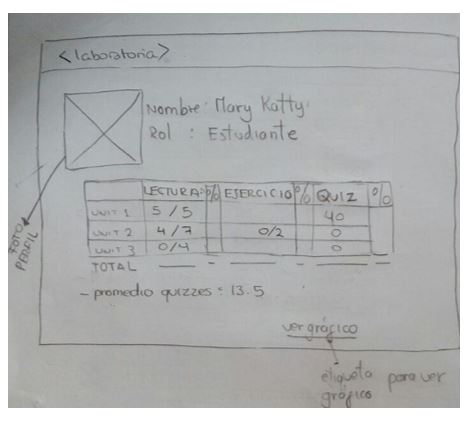 <laboratoria>
Nombre: Mary Katty
Rol : Estudiante
LECTURAS % EJERCICIO % QUIZ %
UNIT 1 5 / 5 40
UNIT 2 4 / 7 0/2 0
UNIT 3 0/4 0
TOTAL
- promedio quizzes : 13.5
FOTO PERFIL
ver gráfico
etiqueta para ver
gráfico